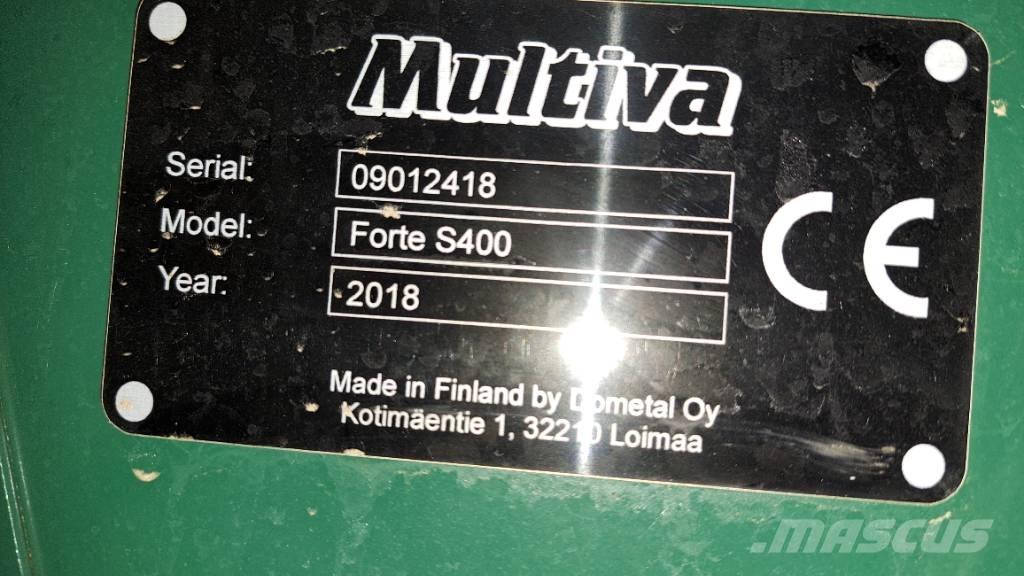 Multiva
Serial: 09012418
Model: Forte S400
Year: 2018
CE
Made in Finland by Dometal Oy
Kotimäentie 1, 32210 Loimaa
MASCUS